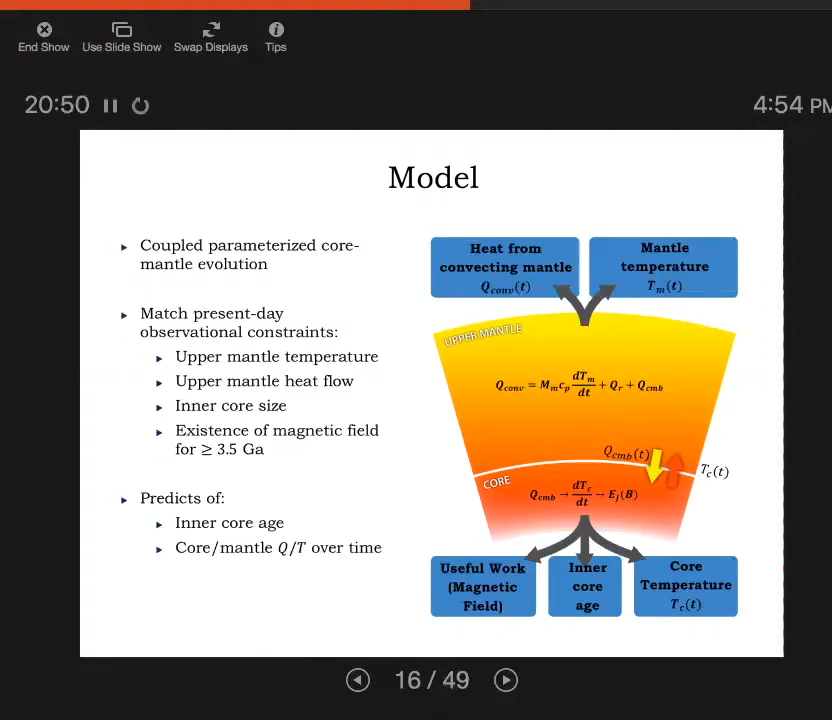 End Show
Use Slide Show
Swap Displays
Tips
20:50
4:54 PM
Model
Coupled parameterized core-
mantle evolution
Match present-day
observational constraints:
Upper mantle temperature
Upper mantle heat flow
Inner core size
Existence of magnetic field
for ≥ 3.5 Ga
Predicts of:
Inner core age
Core/mantle Q/T over time
Heat from
convecting mantle
Q_conv(t)
Mantle
temperature
T_m(t)
UPPER MANTLE
Q_conv = M_m c_p dT_m/dt + Q_r + Q_cmb
Q_cmb(t)
T_c(t)
CORE
Q_cmb → dT_c/dt → E_J(B)
Useful Work
(Magnetic
Field)
Inner
core
age
Core
Temperature
T_c(t)
16 / 49